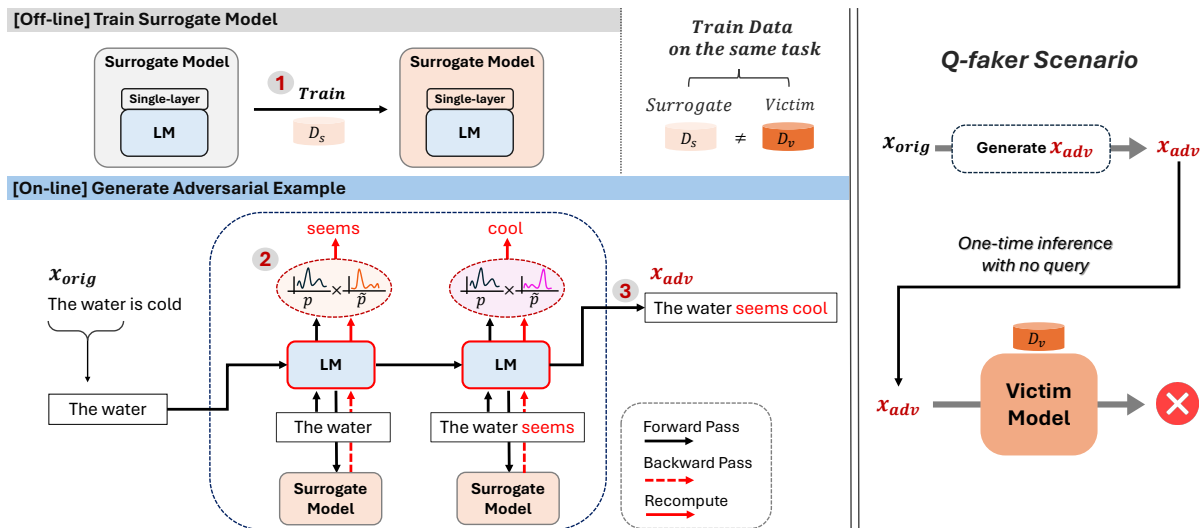 [Off-line] Train Surrogate Model
Surrogate Model
Single-layer
LM
1
Train
D_s
Surrogate Model
Single-layer
LM
Train Data
on the same task
Surrogate
Victim
D_s ≠ D_v
[On-line] Generate Adversarial Example
x_orig
The water is cold
The water
2
seems
p × p̃
LM
The water
Surrogate
Model
cool
p × p̃
LM
The water seems
Surrogate
Model
3
x_adv
The water seems cool
Forward Pass
Backward Pass
Recompute
Q-faker Scenario
x_orig
Generate x_adv
x_adv
One-time inference
with no query
x_adv
D_v
Victim
Model